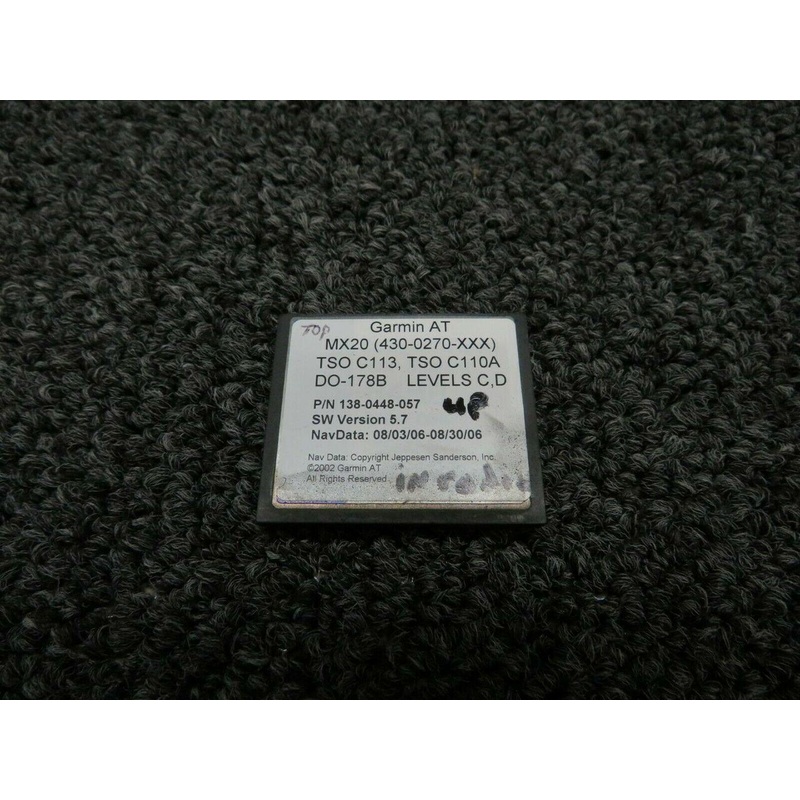 TOP
Garmin AT
MX20 (430-0270-XXX)
TSO C113, TSO C110A
DO-178B LEVELS C,D
P/N 138-0448-057
UP
SW Version 5.7
NavData: 08/03/06-08/30/06
Nav Data: Copyright Jeppesen Sanderson, Inc.
©2002 Garmin AT
All Rights Reserved